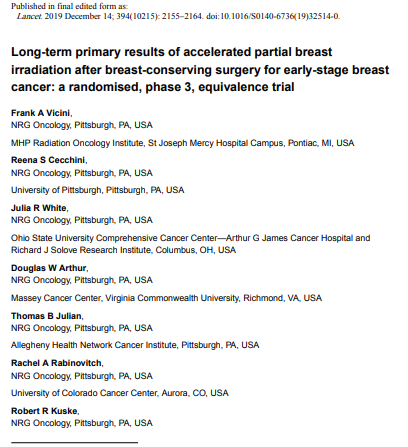 Published in final edited form as:
Lancet. 2019 December 14; 394(10215): 2155–2164. doi:10.1016/S0140-6736(19)32514-0.
Long-term primary results of accelerated partial breast
irradiation after breast-conserving surgery for early-stage breast
cancer: a randomised, phase 3, equivalence trial
Frank A Vicini,
NRG Oncology, Pittsburgh, PA, USA
MHP Radiation Oncology Institute, St Joseph Mercy Hospital Campus, Pontiac, MI, USA
Reena S Cecchini,
NRG Oncology, Pittsburgh, PA, USA
University of Pittsburgh, Pittsburgh, PA, USA
Julia R White,
NRG Oncology, Pittsburgh, PA, USA
Ohio State University Comprehensive Cancer Center—Arthur G James Cancer Hospital and
Richard J Solove Research Institute, Columbus, OH, USA
Douglas W Arthur,
NRG Oncology, Pittsburgh, PA, USA
Massey Cancer Center, Virginia Commonwealth University, Richmond, VA, USA
Thomas B Julian,
NRG Oncology, Pittsburgh, PA, USA
Allegheny Health Network Cancer Institute, Pittsburgh, PA, USA
Rachel A Rabinovitch,
NRG Oncology, Pittsburgh, PA, USA
University of Colorado Cancer Center, Aurora, CO, USA
Robert R Kuske,
NRG Oncology, Pittsburgh, PA, USA